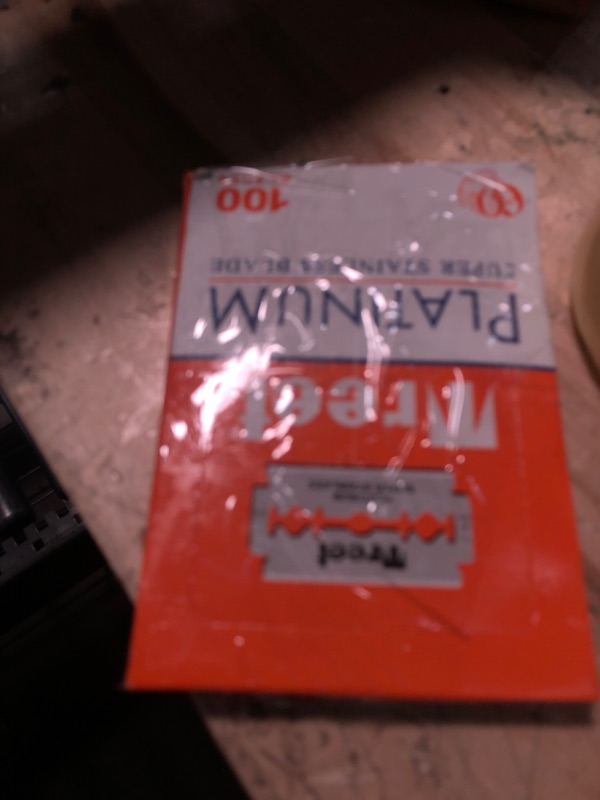 Treet
Treet
PLATINUM
SUPER STAINLESS BLADE
100